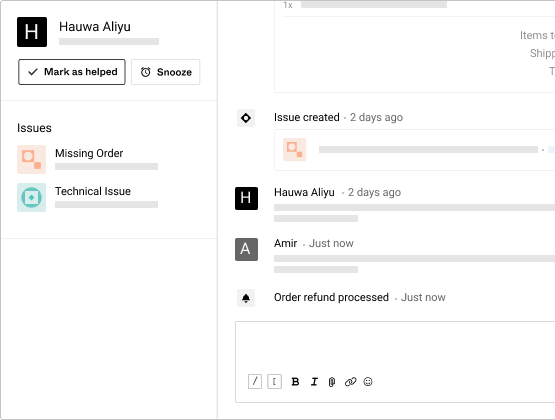 H
Hauwa Aliyu
Mark as helped
Snooze
Issues
Missing Order
Technical Issue
1x
Items
Issue created · 2 days ago
Hauwa Aliyu · 2 days ago
H
Amir · Just now
A
Order refund processed · Just now
/ [ B I